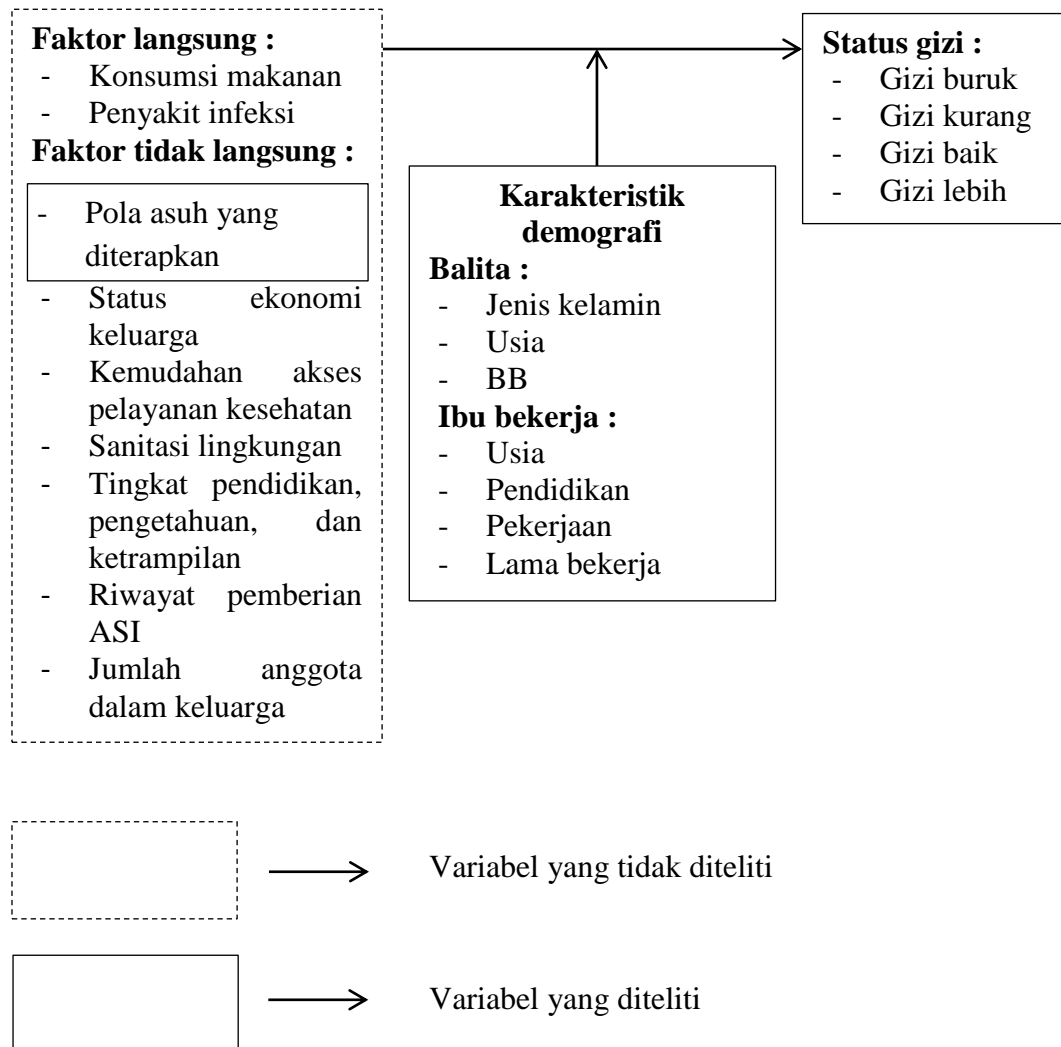 Faktor langsung :
- Konsumsi makanan
- Penyakit infeksi
Faktor tidak langsung :
- Pola asuh yang
diterapkan
- Status ekonomi
keluarga
- Kemudahan akses
pelayanan kesehatan
- Sanitasi lingkungan
- Tingkat pendidikan,
pengetahuan, dan
ketrampilan
- Riwayat pemberian
ASI
- Jumlah anggota
dalam keluarga
Karakteristik
demografi
Balita :
- Jenis kelamin
- Usia
- BB
Ibu bekerja :
- Usia
- Pendidikan
- Pekerjaan
- Lama bekerja
Status gizi :
- Gizi buruk
- Gizi kurang
- Gizi baik
- Gizi lebih
Variabel yang tidak diteliti
Variabel yang diteliti